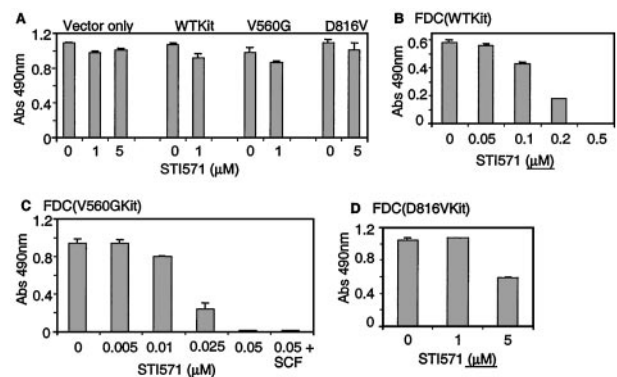 A
Vector only WTKit V560G D816V
Abs 490nm
1.2
1.0
0.8
0.4
0
0 1 5 0 1 0 1 0 5
STI571 (μM)
B FDC(WTKit)
Abs 490nm
0.6
0.4
0.2
0
0 0.05 0.1 0.2 0.5
STI571 (μM)
C FDC(V560GKit)
Abs 490nm
1.2
0.8
0.4
0
0 0.005 0.01 0.025 0.05 0.05 +
SCF
STI571 (μM)
D FDC(D816VKit)
Abs 490nm
1.2
0.8
0.4
0
0 1 5
STI571 (μM)